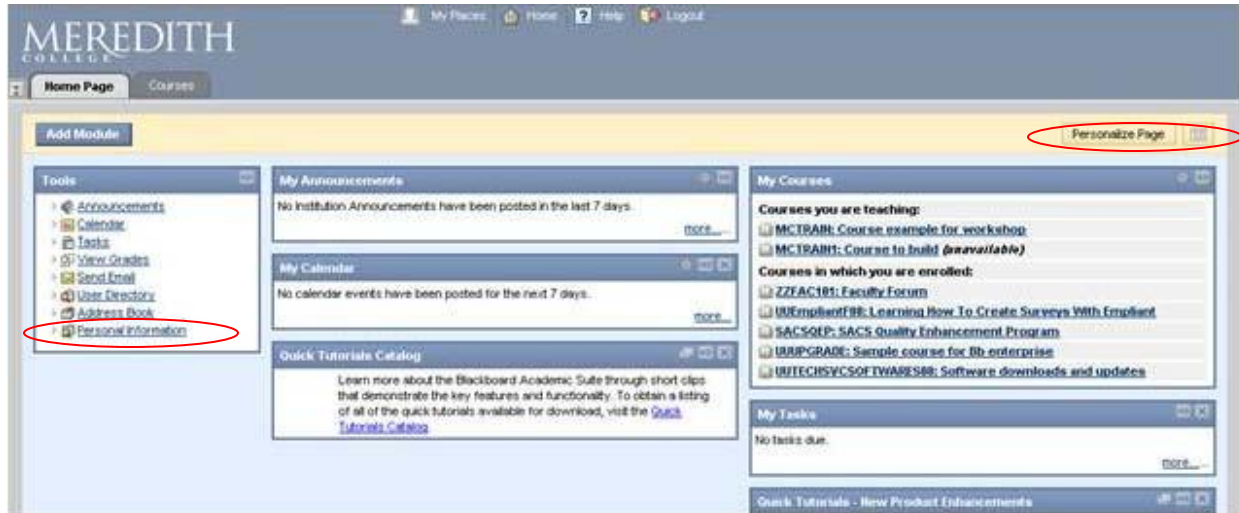 My Places Home Help Logout
MEREDITH
COLLEGE
Home Page Courses
Add Module
Personalize Page
Tools
Announcements
Calendar
Tasks
View Grades
Send Email
User Directory
Address Book
Personal Information
My Announcements
No Institution Announcements have been posted in the last 7 days.
more...
My Calendar
No calendar events have been posted for the next 7 days.
more...
Quick Tutorials Catalog
Learn more about the Blackboard Academic Suite through short clips
that demonstrate the key features and functionality. To obtain a listing
of all of the quick tutorials available for download, visit the Quick
Tutorials Catalog
My Courses
Courses you are teaching:
MCTRAIN: Course example for workshop
MCTRAIN1: Course to build (unavailable)
Courses in which you are enrolled:
ZZFAC101: Faculty Forum
UUEmpliantF08: Learning How To Create Surveys With Empliant
SACSQEP: SACS Quality Enhancement Program
UUUPGRADE: Sample course for Bb enterprise
UUTECHSVCSOFTWARES08: Software downloads and updates
My Tasks
No tasks due.
more...
Quick Tutorials - New Product Enhancements